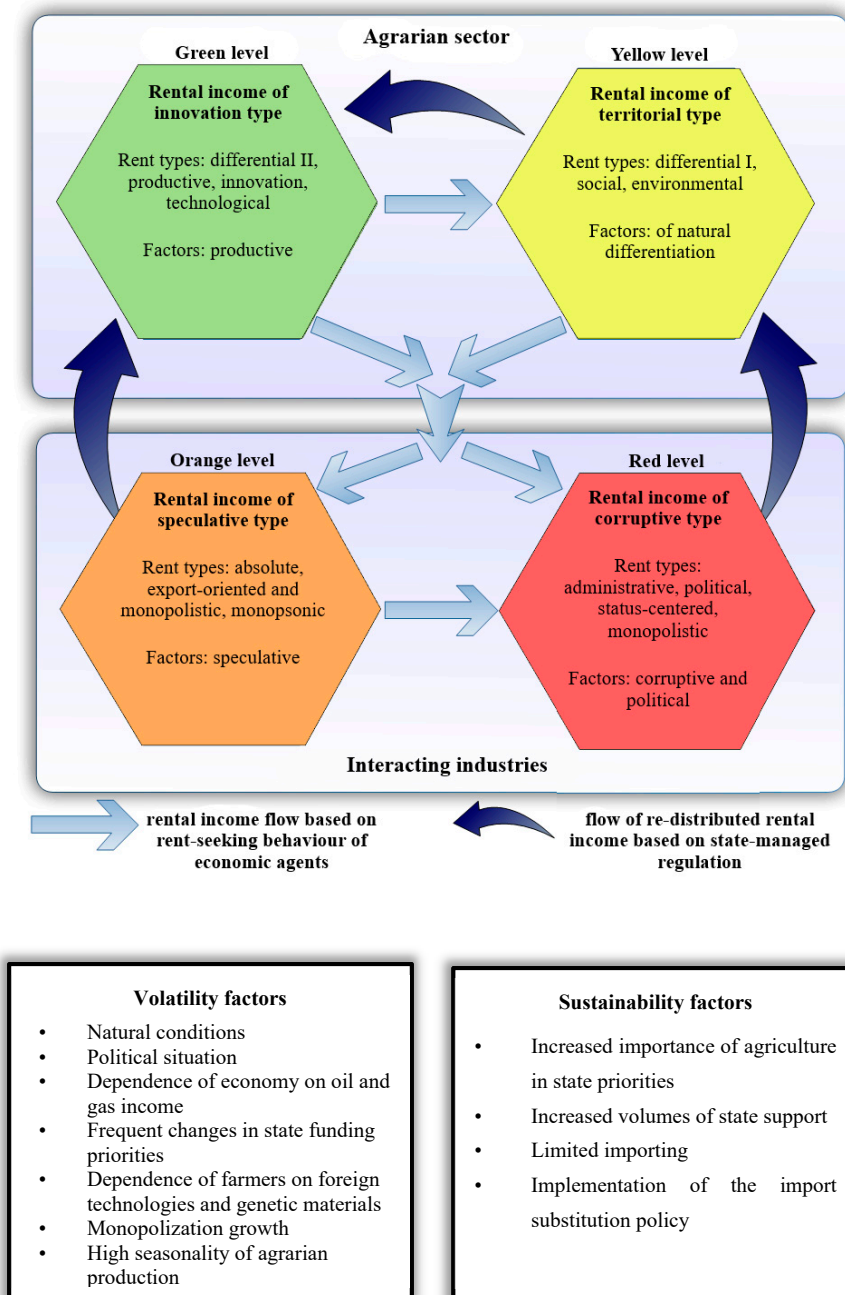 Agrarian sector
Green level
Rental income of
innovation type
Rent types: differential II,
productive, innovation,
technological
Factors: productive
Yellow level
Rental income of
territorial type
Rent types: differential I,
social, environmental
Factors: of natural
differentiation
Orange level
Rental income of
speculative type
Rent types: absolute,
export-oriented and
monopolistic, monopsonic
Factors: speculative
Red level
Rental income of
corruptive type
Rent types:
administrative, political,
status-centered,
monopolistic
Factors: corruptive and
political
Interacting industries
rental income flow based on
rent-seeking behaviour of
economic agents
flow of re-distributed rental
income based on state-managed
regulation
Volatility factors
• Natural conditions
• Political situation
• Dependence of economy on oil and
gas income
• Frequent changes in state funding
priorities
• Dependence of farmers on foreign
technologies and genetic materials
• Monopolization growth
• High seasonality of agrarian
production
Sustainability factors
• Increased importance of agriculture
in state priorities
• Increased volumes of state support
• Limited importing
• Implementation of the import
substitution policy